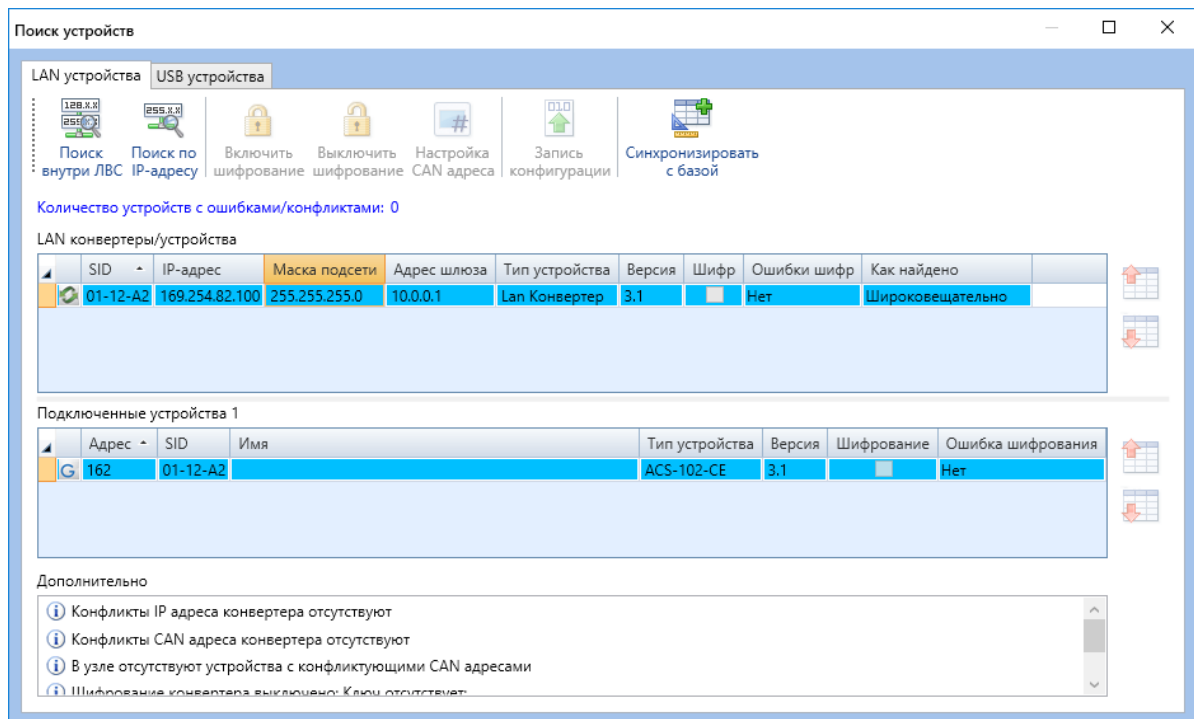 Поиск устройств
LAN устройства USB устройства
Поиск внутри ЛВС
Поиск по IP-адресу
Включить шифрование
Выключить шифрование
Настройка CAN адреса
Запись конфигурации
Синхронизировать с базой
Количество устройств с ошибками/конфликтами: 0
LAN конвертеры/устройства
SID IP-адрес Маска подсети Адрес шлюза Тип устройства Версия Шифр Ошибки шифр Как найдено
01-12-A2 169.254.82.100 255.255.255.0 10.0.0.1 Lan Конвертер 3.1 Нет Широковещательно
Подключенные устройства 1
Адрес SID Имя Тип устройства Версия Шифрование Ошибка шифрования
162 01-12-A2 ACS-102-CE 3.1 Нет
Дополнительно
Конфликты IP адреса конвертера отсутствуют
Конфликты CAN адреса конвертера отсутствуют
В узле отсутствуют устройства с конфликтующими CAN адресами
Шифрование конвертера выключено; Ключ отсутствует;